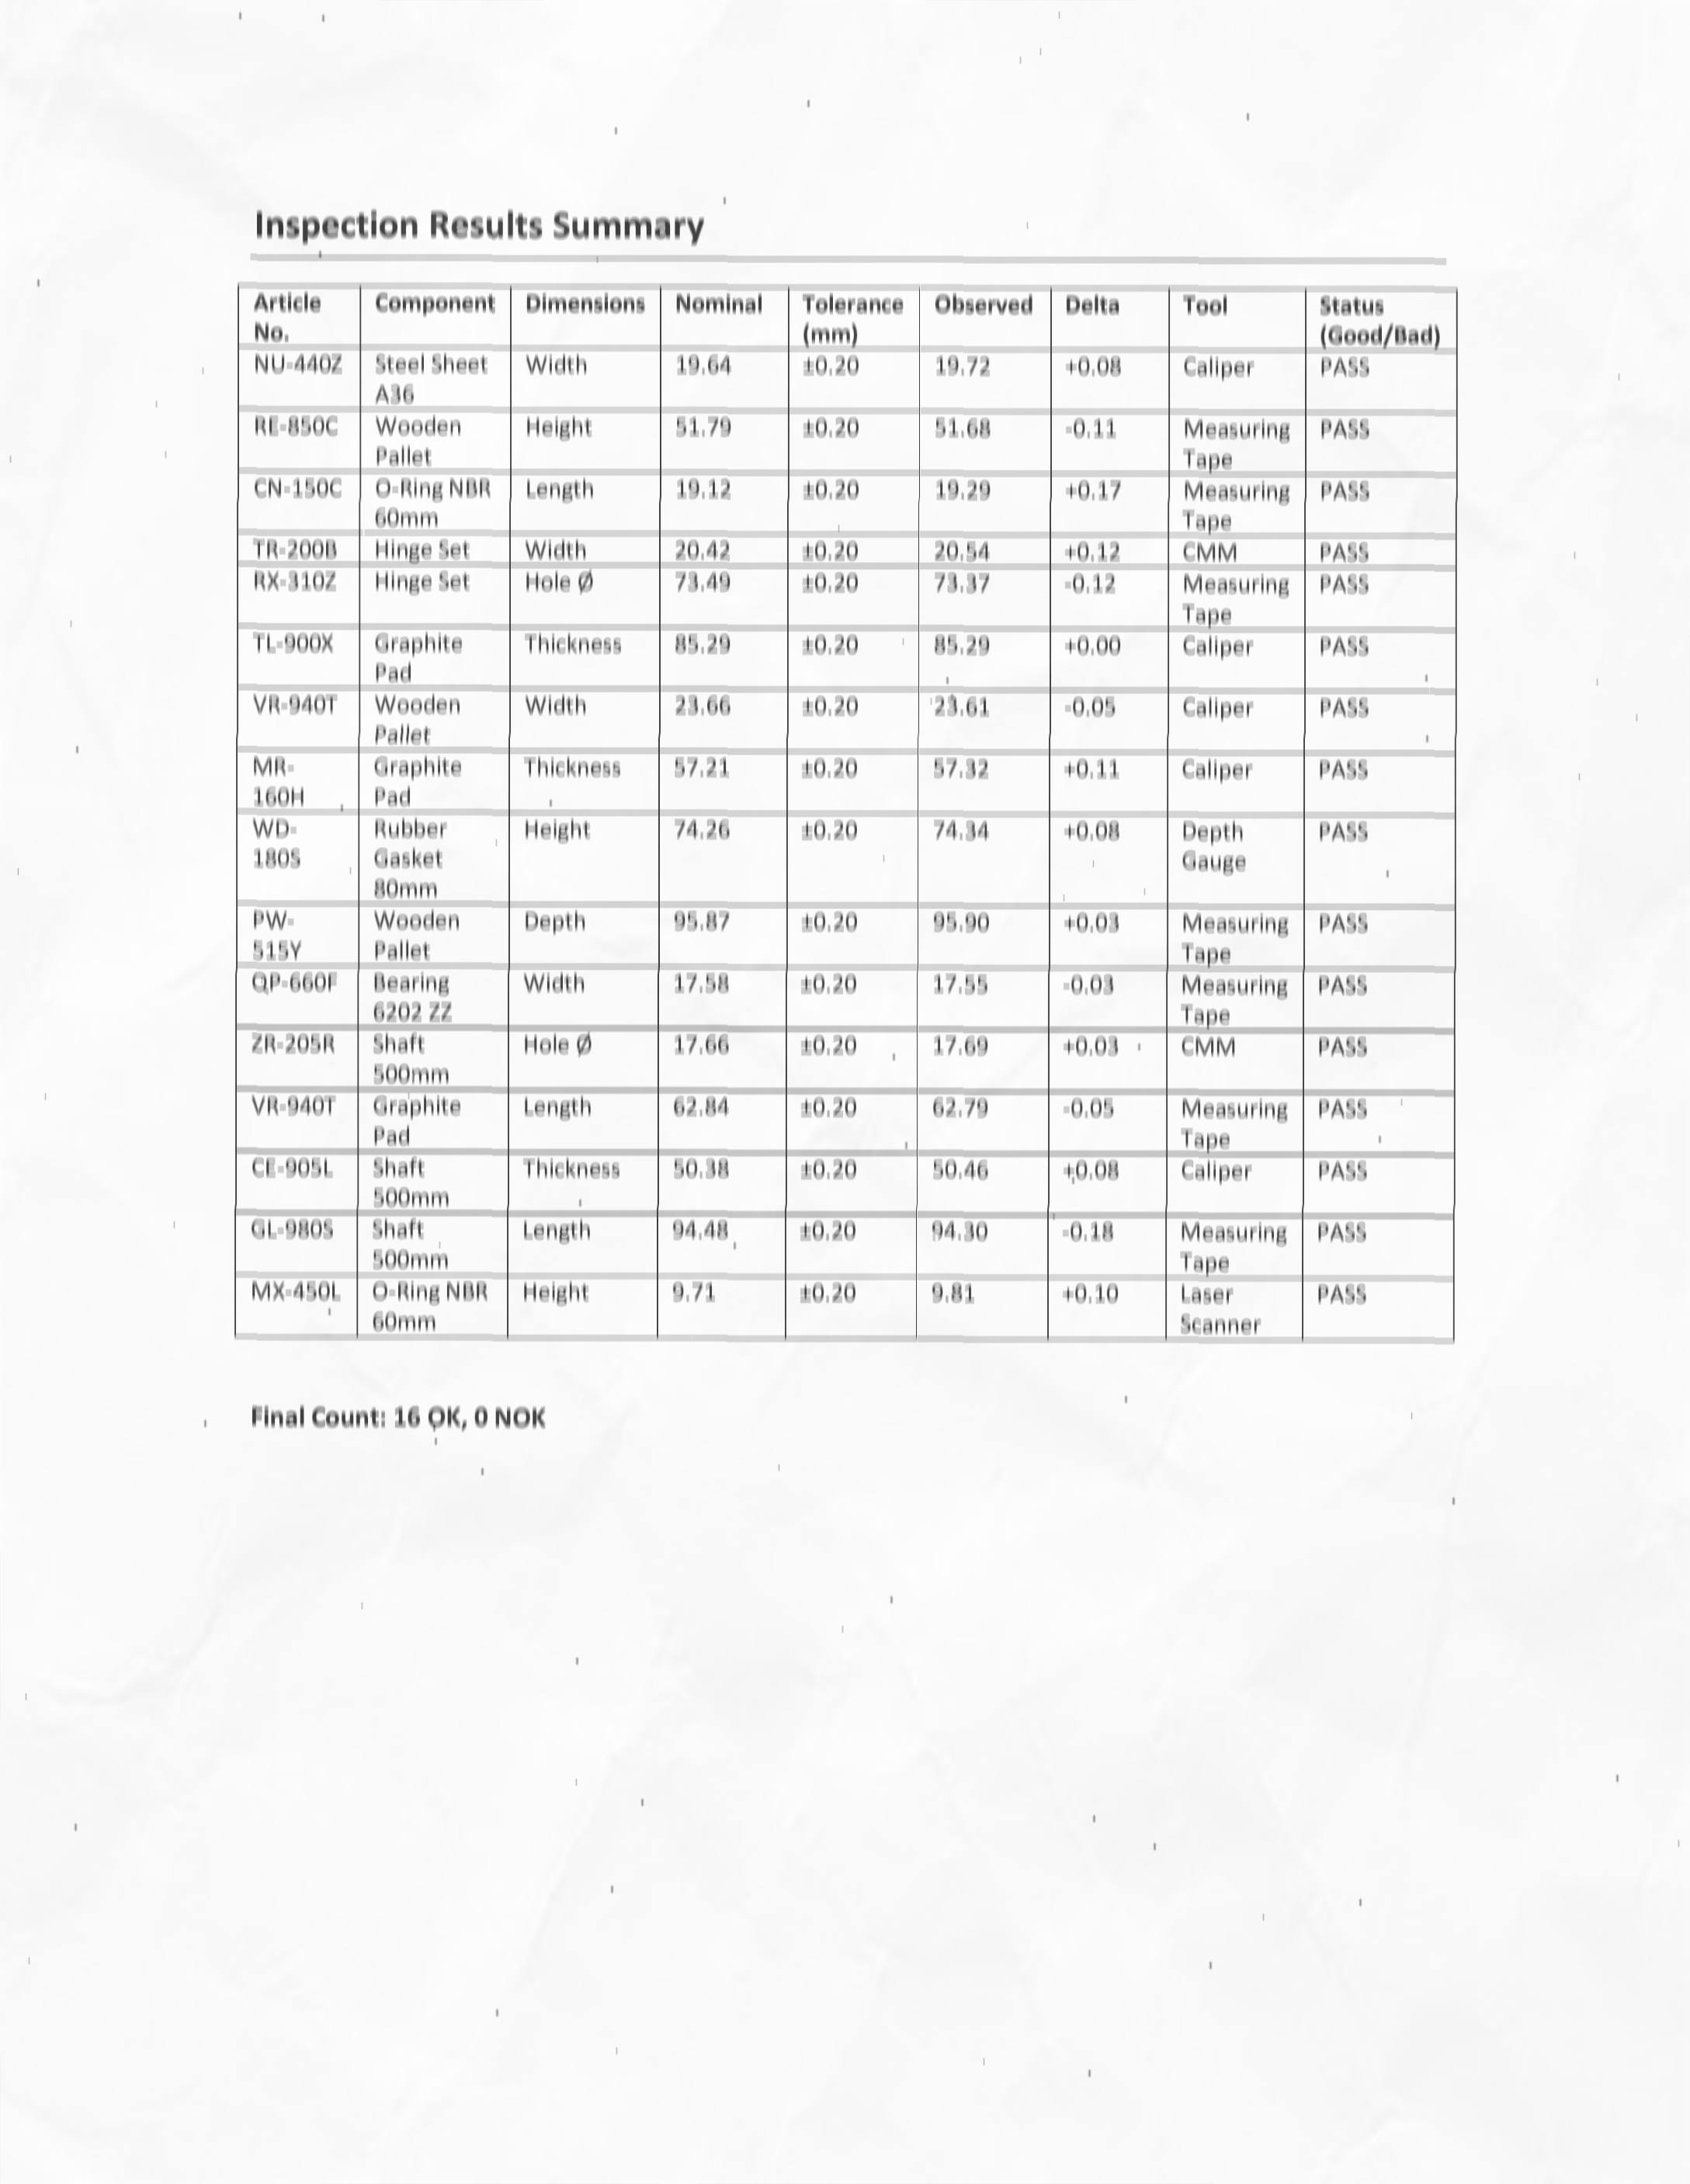 Inspection Results Summary
Article No. Component Dimensions Nominal Tolerance (mm) Observed Delta Tool Status (Good/Bad)
NU-440Z Steel Sheet A36 Width 19.64 ±0.20 19.72 +0.08 Caliper PASS
RE-850C Wooden Pallet Height 51.79 ±0.20 51.68 -0.11 Measuring Tape PASS
CN-150C O-Ring NBR 60mm Length 19.12 ±0.20 19.29 +0.17 Measuring Tape PASS
TR-200B Hinge Set Width 20.42 ±0.20 20.54 +0.12 CMM PASS
RX-310Z Hinge Set Hole Ø 73.49 ±0.20 73.37 -0.12 Measuring Tape PASS
TL-900X Graphite Pad Thickness 85.29 ±0.20 85.29 +0.00 Caliper PASS
VR-940T Wooden Pallet Width 23.66 ±0.20 23.61 -0.05 Caliper PASS
MR-160H Graphite Pad Thickness 57.21 ±0.20 57.32 +0.11 Caliper PASS
WD-180S Rubber Gasket 80mm Height 74.26 ±0.20 74.34 +0.08 Depth Gauge PASS
PW-515Y Wooden Pallet Depth 95.87 ±0.20 95.90 +0.03 Measuring Tape PASS
QP-660F Bearing 6202 ZZ Width 17.58 ±0.20 17.55 -0.03 Measuring Tape PASS
ZR-205R Shaft 500mm Hole Ø 17.66 ±0.20 17.69 +0.03 CMM PASS
VR-940T Graphite Pad Length 62.84 ±0.20 62.79 -0.05 Measuring Tape PASS
CE-905L Shaft 500mm Thickness 50.38 ±0.20 50.46 +0.08 Caliper PASS
GL-980S Shaft 500mm Length 94.48 ±0.20 94.30 -0.18 Measuring Tape PASS
MX-450L O-Ring NBR 60mm Height 9.71 ±0.20 9.81 +0.10 Laser Scanner PASS
Final Count: 16 OK, 0 NOK